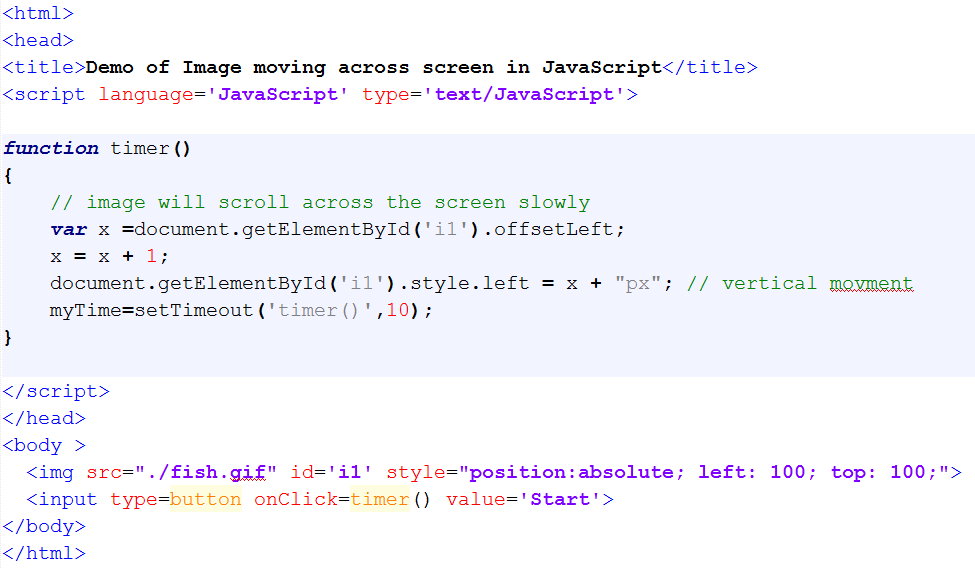 <html>
<head>
<title>Demo of Image moving across screen in JavaScript</title>
<script language='JavaScript' type='text/JavaScript'>
function timer()
{
// image will scroll across the screen slowly
var x =document.getElementById('i1').offsetLeft;
x = x + 1;
document.getElementById('i1').style.left = x + "px"; // vertical movment
myTime=setTimeout('timer()',10);
}
</script>
</head>
<body >
<img src="./fish.gif" id='i1' style="position:absolute; left: 100; top: 100;">
<input type=button onClick=timer() value='Start'>
</body>
</html>